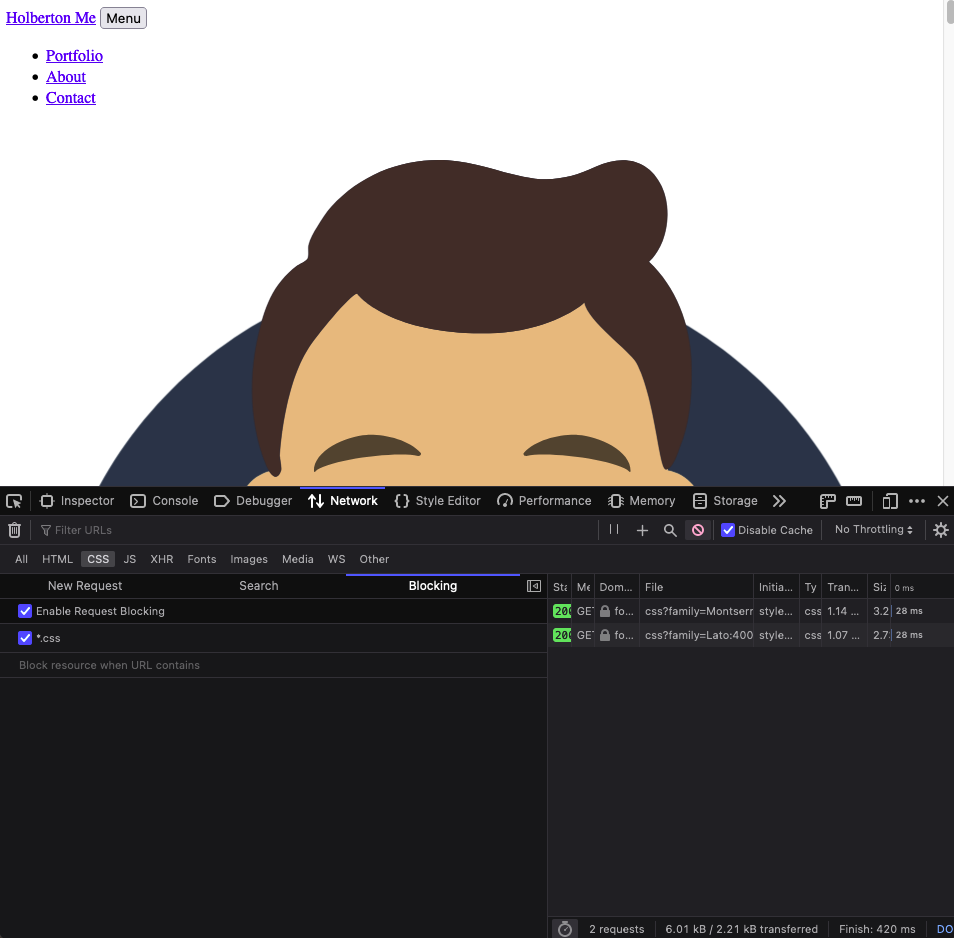 Holberton Me Menu
Portfolio
About
Contact
Inspector Console Debugger Network Style Editor Performance Memory Storage
Filter URLs Disable Cache No Throttling
All HTML CSS JS XHR Fonts Images Media WS Other
New Request Search Blocking
Enable Request Blocking
*.css
Block resource when URL contains
Sta Me Dom... File Initia... Ty Tran... Siz 0 ms
200 GET fo... css?family=Montserr style... css 1.14 ... 3.2 28 ms
200 GET fo... css?family=Lato:400 style... css 1.07 ... 2.7 28 ms
2 requests 6.01 kB / 2.21 kB transferred Finish: 420 ms DO